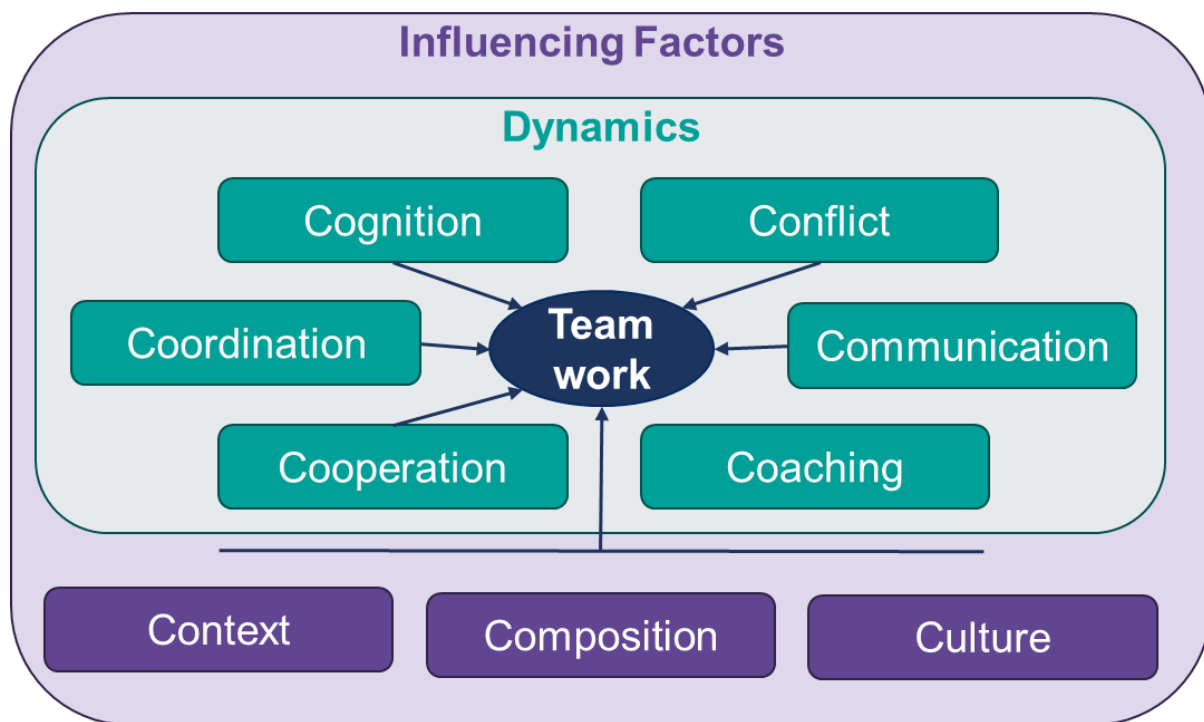 Influencing Factors
Dynamics
Cognition
Conflict
Coordination
Team
work
Communication
Cooperation
Coaching
Context
Composition
Culture